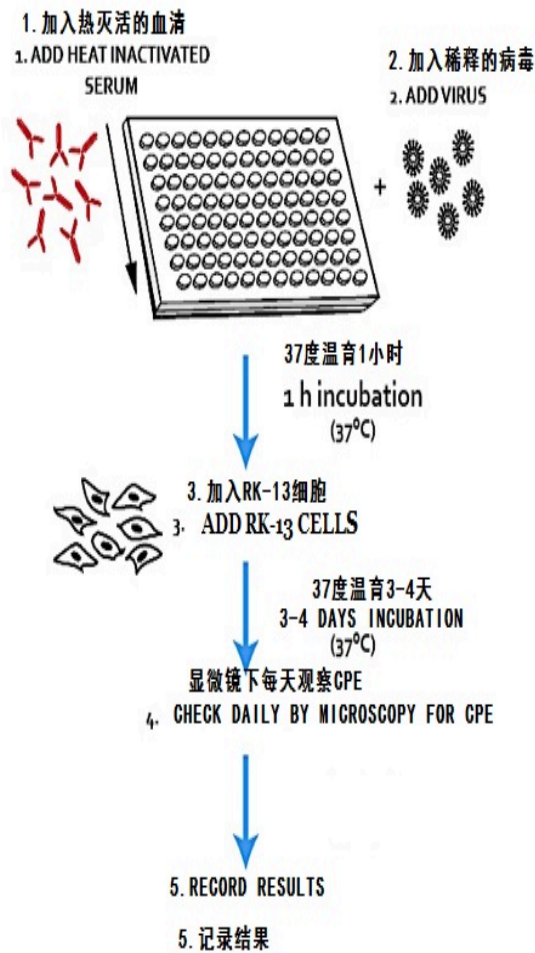 1.加入热灭活的血清
1. ADD HEAT INACTIVATED
SERUM
2.加入稀释的病毒
2. ADD VIRUS
+
37度温育1小时
1 h incubation
(37°C)
3.加入RK-13细胞
3. ADD RK-13 CELLS
37度温育3-4天
3-4 DAYS INCUBATION
(37°C)
显微镜下每天观察CPE
4. CHECK DAILY BY MICROSCOPY FOR CPE
5.RECORD RESULTS
5.记录结果